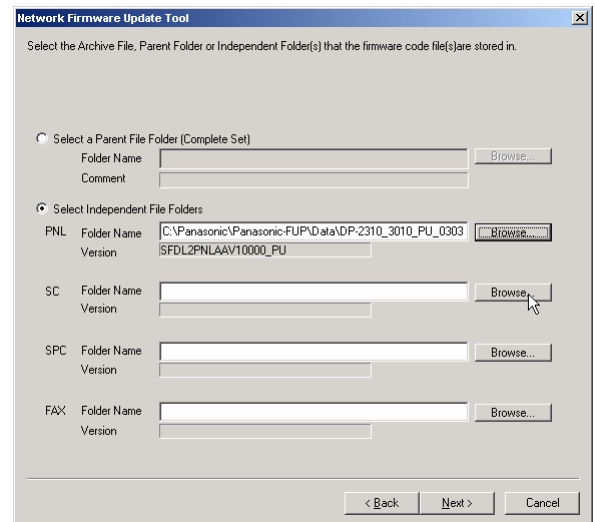 Network Firmware Update Tool
Select the Archive File, Parent Folder or Independent Folder(s) that the firmware code file(s)are stored in.
Select a Parent File Folder (Complete Set)
Folder Name Browse...
Comment
Select Independent File Folders
PNL Folder Name C:\Panasonic\Panasonic-FUP\Data\DP-2310_3010_PU_0303 Browse...
Version SFDL2PNLAAV10000_PU
SC Folder Name Browse...
Version
SPC Folder Name Browse...
Version
FAX Folder Name Browse...
Version
< Back Next > Cancel